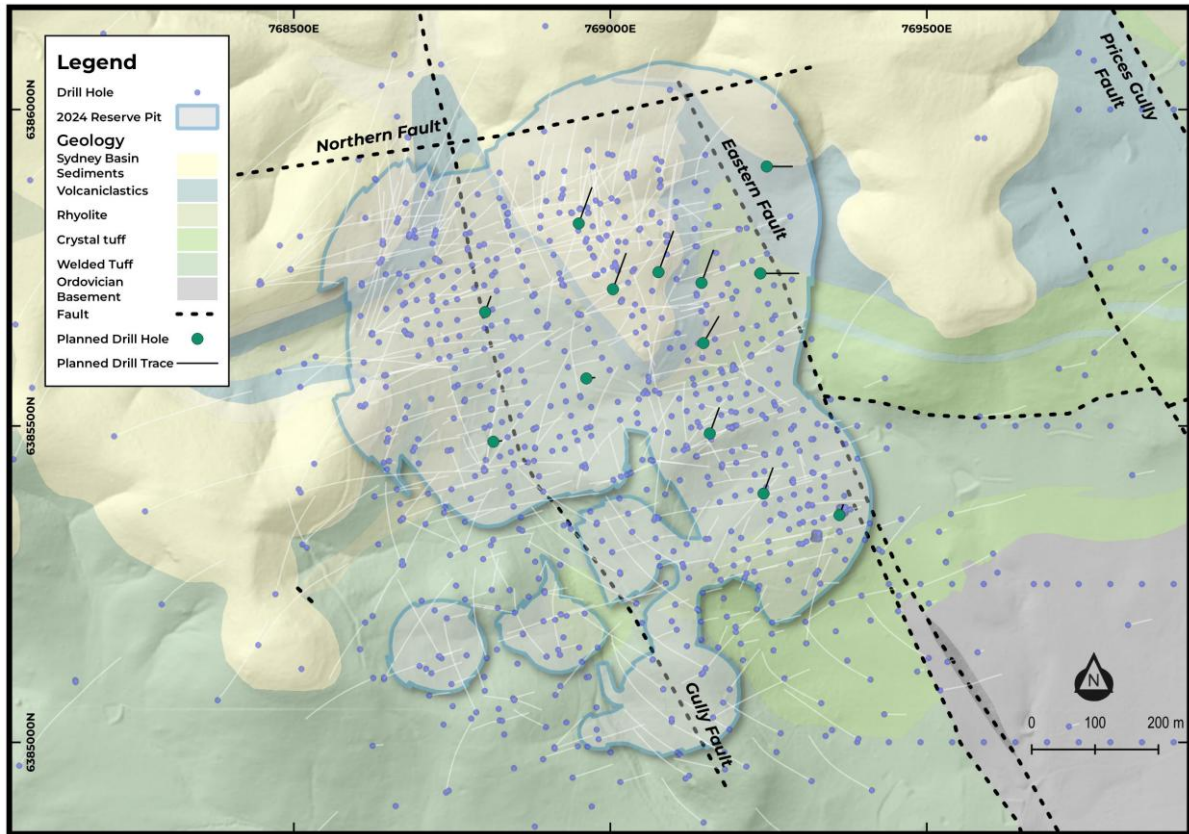 768500E
769000E
769500E
Legend
Drill Hole
2024 Reserve Pit
Geology
Sydney Basin
Sediments
Volcaniclastics
Rhyolite
Crystal tuff
Welded Tuff
Ordovician
Basement
Fault
Planned Drill Hole
Planned Drill Trace
6386000N
6385500N
6385000N
Northern Fault
Eastern Fault
Prices Gully
Fault
Gully Fault
N
0 100 200 m